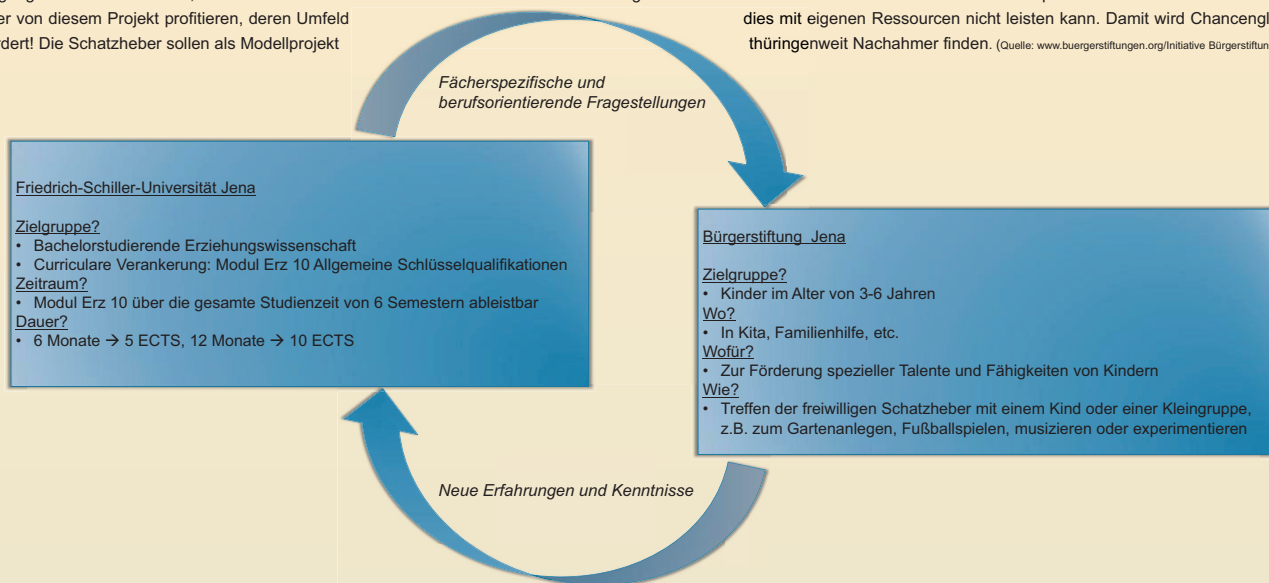 er von diesem Projekt profitieren, deren Umfeld
dies mit eigenen Ressourcen nicht leisten kann. Damit wird Chancengl
dert! Die Schatzheber sollen als Modellprojekt
thüringenweit Nachahmer finden. (Quelle: www.buergerstiftungen.org/Initiative Bürgerstiftun
Fächerspezifische und
berufsorientierende Fragestellungen
Friedrich-Schiller-Universität Jena
Zielgruppe?
• Bachelorstudierende Erziehungswissenschaft
• Curriculare Verankerung: Modul Erz 10 Allgemeine Schlüsselqualifikationen
Zeitraum?
• Modul Erz 10 über die gesamte Studienzeit von 6 Semestern ableistbar
Dauer?
• 6 Monate → 5 ECTS, 12 Monate → 10 ECTS
Bürgerstiftung Jena
Zielgruppe?
• Kinder im Alter von 3-6 Jahren
Wo?
• In Kita, Familienhilfe, etc.
Wofür?
• Zur Förderung spezieller Talente und Fähigkeiten von Kindern
Wie?
• Treffen der freiwilligen Schatzheber mit einem Kind oder einer Kleingruppe,
z.B. zum Gartenanlegen, Fußballspielen, musizieren oder experimentieren
Neue Erfahrungen und Kenntnisse